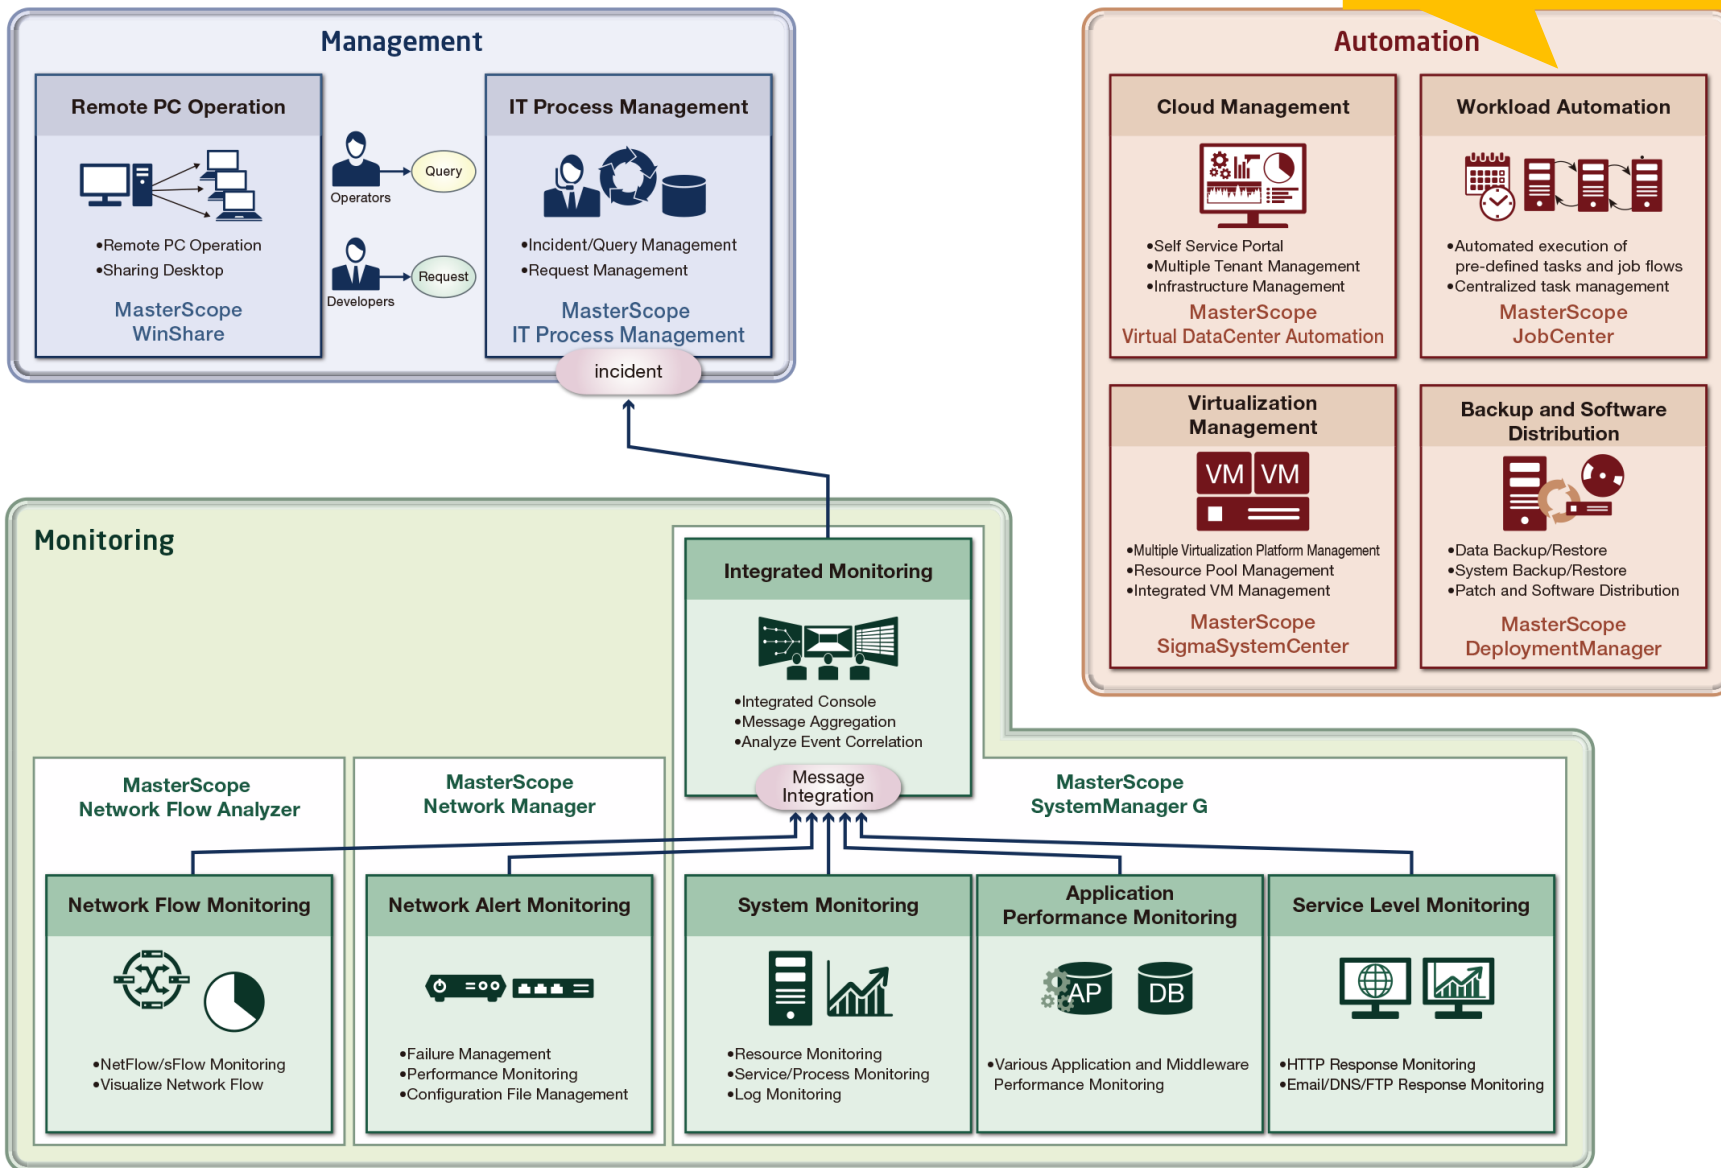 Management
Remote PC Operation
•Remote PC Operation
•Sharing Desktop
MasterScope
WinShare
Operators
Query
Developers
Request
IT Process Management
•Incident/Query Management
•Request Management
MasterScope
IT Process Management
incident
Automation
Cloud Management
•Self Service Portal
•Multiple Tenant Management
•Infrastructure Management
MasterScope
Virtual DataCenter Automation
Workload Automation
•Automated execution of
pre-defined tasks and job flows
•Centralized task management
MasterScope
JobCenter
Virtualization
Management
VM VM
•Multiple Virtualization Platform Management
•Resource Pool Management
•Integrated VM Management
MasterScope
SigmaSystemCenter
Backup and Software
Distribution
•Data Backup/Restore
•System Backup/Restore
•Patch and Software Distribution
MasterScope
DeploymentManager
Monitoring
Integrated Monitoring
•Integrated Console
•Message Aggregation
•Analyze Event Correlation
Message
Integration
MasterScope
Network Flow Analyzer
MasterScope
Network Manager
MasterScope
SystemManager G
Network Flow Monitoring
•NetFlow/sFlow Monitoring
•Visualize Network Flow
Network Alert Monitoring
•Failure Management
•Performance Monitoring
•Configuration File Management
System Monitoring
•Resource Monitoring
•Service/Process Monitoring
•Log Monitoring
Application
Performance Monitoring
AP DB
•Various Application and Middleware
Performance Monitoring
Service Level Monitoring
•HTTP Response Monitoring
•Email/DNS/FTP Response Monitoring